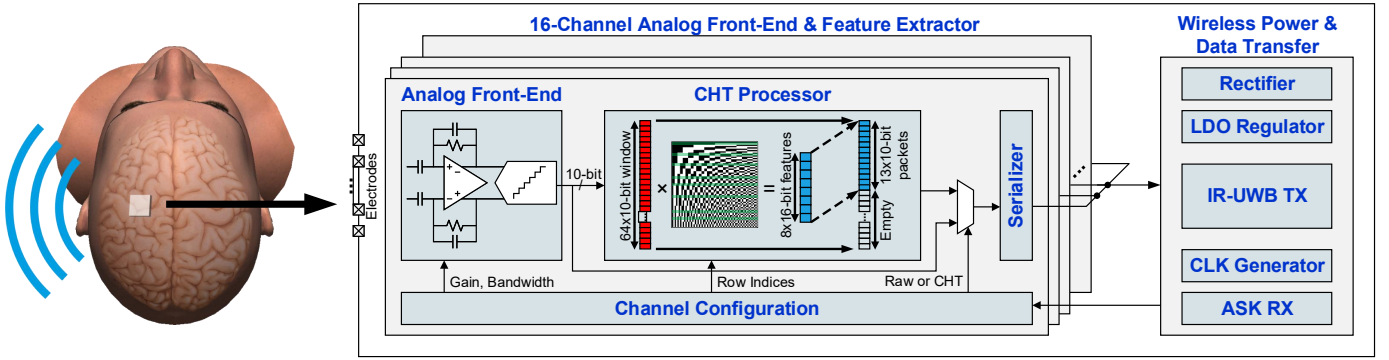 16-Channel Analog Front-End & Feature Extractor
Wireless Power &
Data Transfer
Analog Front-End
CHT Processor
Electrodes
10-bit
64x10-bit window
×
=
8x16-bit features
13x10-bit
packets
Empty
Serializer
Rectifier
LDO Regulator
IR-UWB TX
CLK Generator
ASK RX
Gain, Bandwidth
Row Indices
Raw or CHT
Channel Configuration